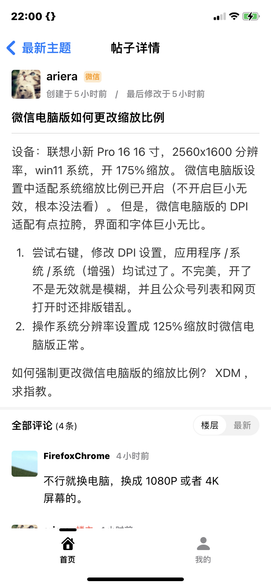 22:00 {}
最新主题
帖子详情
ariera 微信
创建于5小时前 / 最后修改于5小时前
微信电脑版如何更改缩放比例
设备：联想小新 Pro 16 16 寸，2560x1600 分辨
率，win11 系统，开 175%缩放。 微信电脑版设
置中适配系统缩放比例已开启（不开启巨小无
效，根本没法看）。 但是，微信电脑版的 DPI
适配有点拉胯，界面和字体巨小无比。
1. 尝试右键，修改 DPI 设置，应用程序 /系
统 /系统（增强）均试过了。不完美，开了
不是无效就是模糊，并且公众号列表和网页
打开时还排版错乱。
2. 操作系统分辨率设置成 125%缩放时微信电
脑版正常。
如何强制更改微信电脑版的缩放比例？ XDM ，
求指教。
全部评论 (4条)
楼层 最新
FirefoxChrome 4小时前
不行就换电脑，换成 1080P 或者 4K
屏幕的。
首页 我的